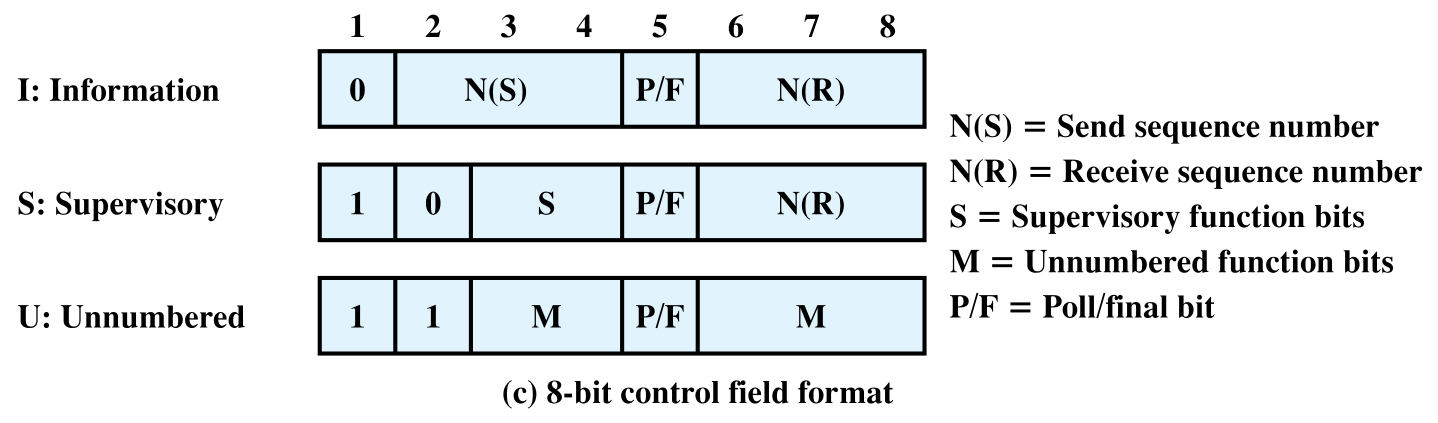 1 2 3 4 5 6 7 8
I: Information 0 N(S) P/F N(R)
N(S) = Send sequence number
N(R) = Receive sequence number
S: Supervisory 1 0 S P/F N(R)
S = Supervisory function bits
M = Unnumbered function bits
U: Unnumbered 1 1 M P/F M
P/F = Poll/final bit
(c) 8-bit control field format